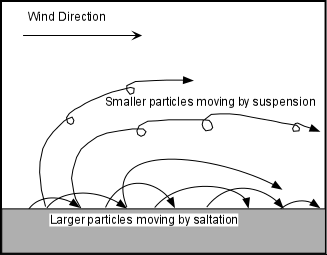 Wind Direction
Smaller particles moving by suspension
Larger particles moving by saltation